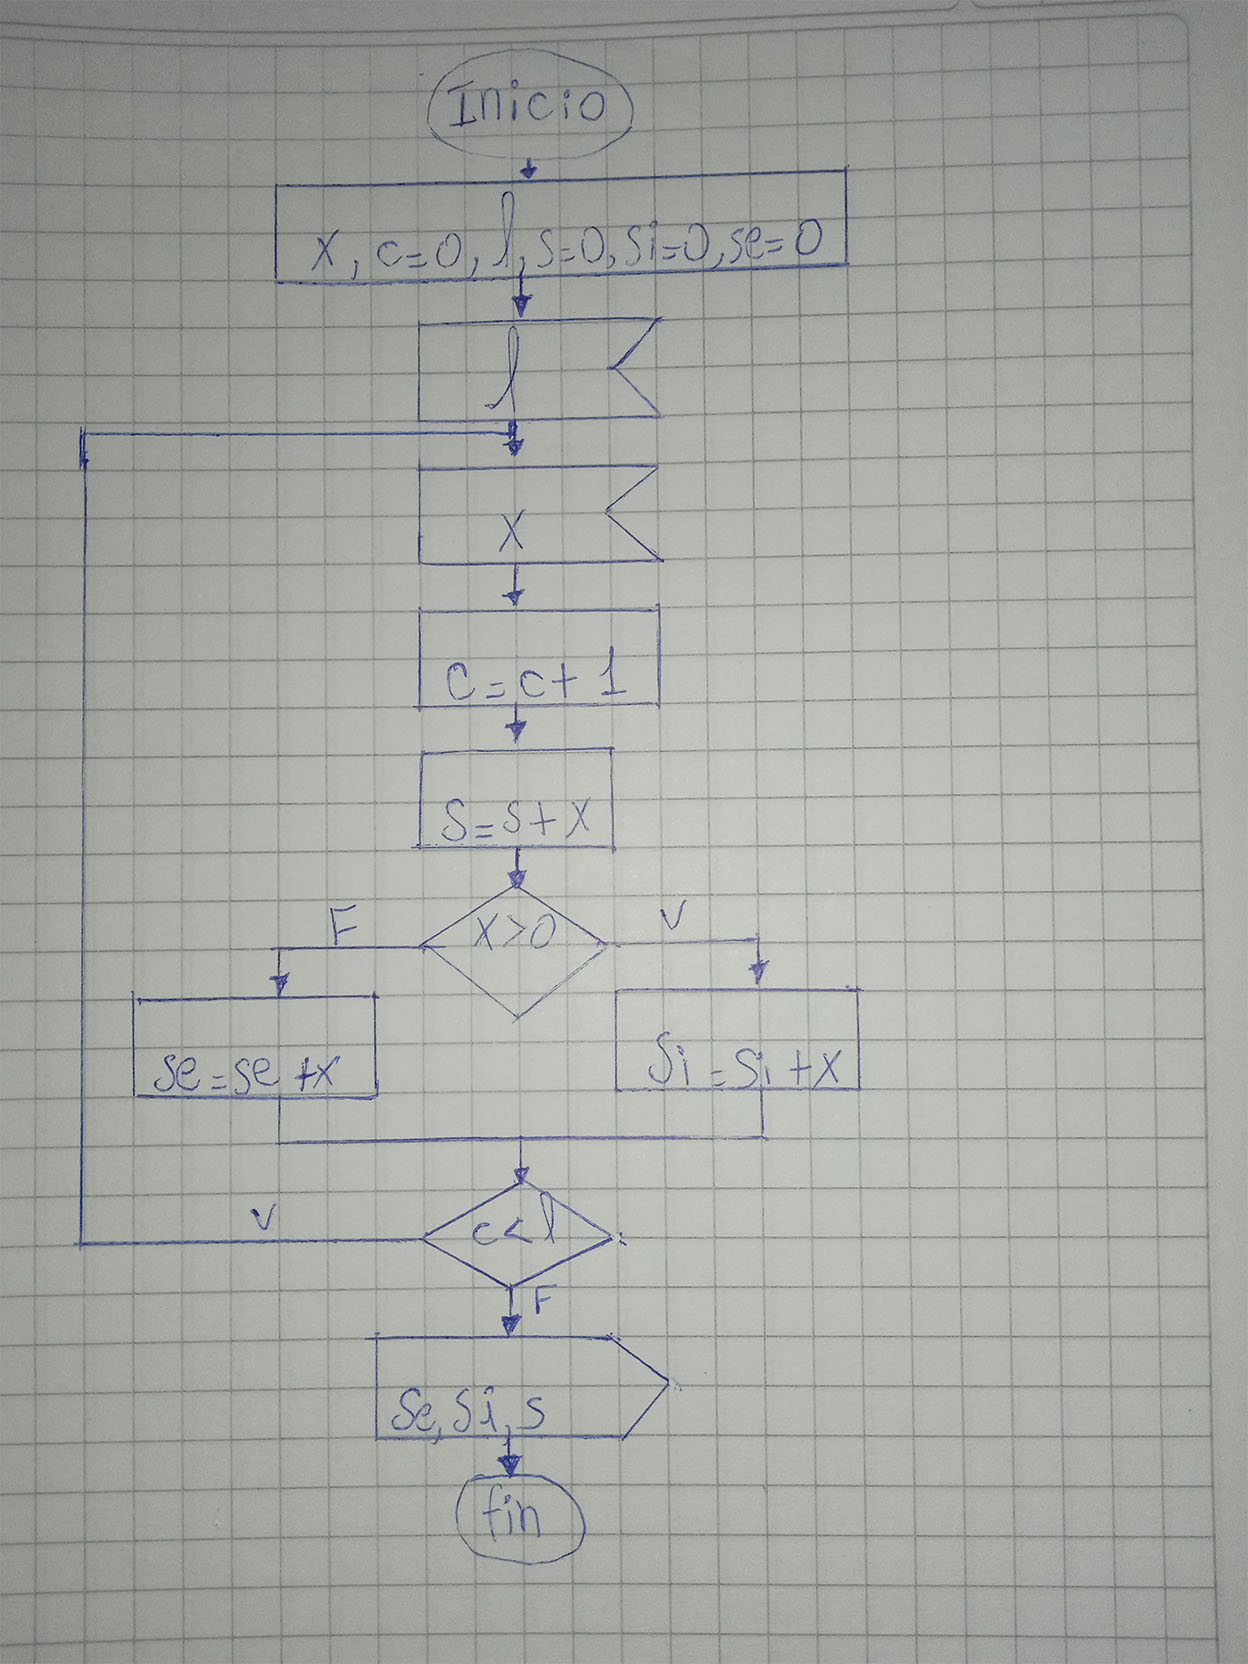 Inicio
x, c=0, l, s=0, si=0, se=0
l
x
C=c+1
S=s+x
F
x>0
V
se=se+x
Si=Si+x
V
c<l
F
Se, Si, s
fin